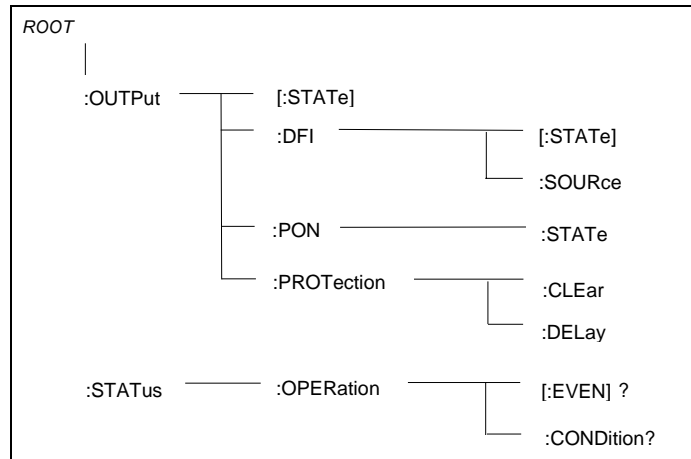 ROOT
:OUTPut [:STATe]
:DFI [:STATe]
:SOURce
:PON :STATe
:PROTection :CLEar
:DELay
:STATus :OPERation [:EVEN] ?
:CONDition?